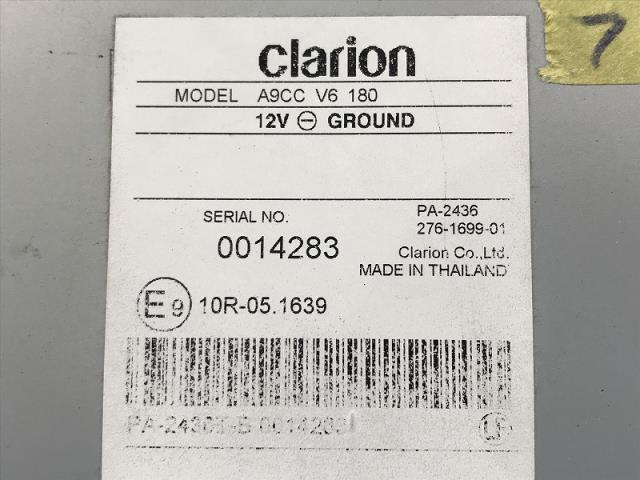 7
Clarion
MODEL A9CC V6 180
12V ⊖ GROUND
SERIAL NO. PA-2436
276-1699-01
0014283 Clarion Co.,Ltd.
MADE IN THAILAND
E9 10R-05.1639